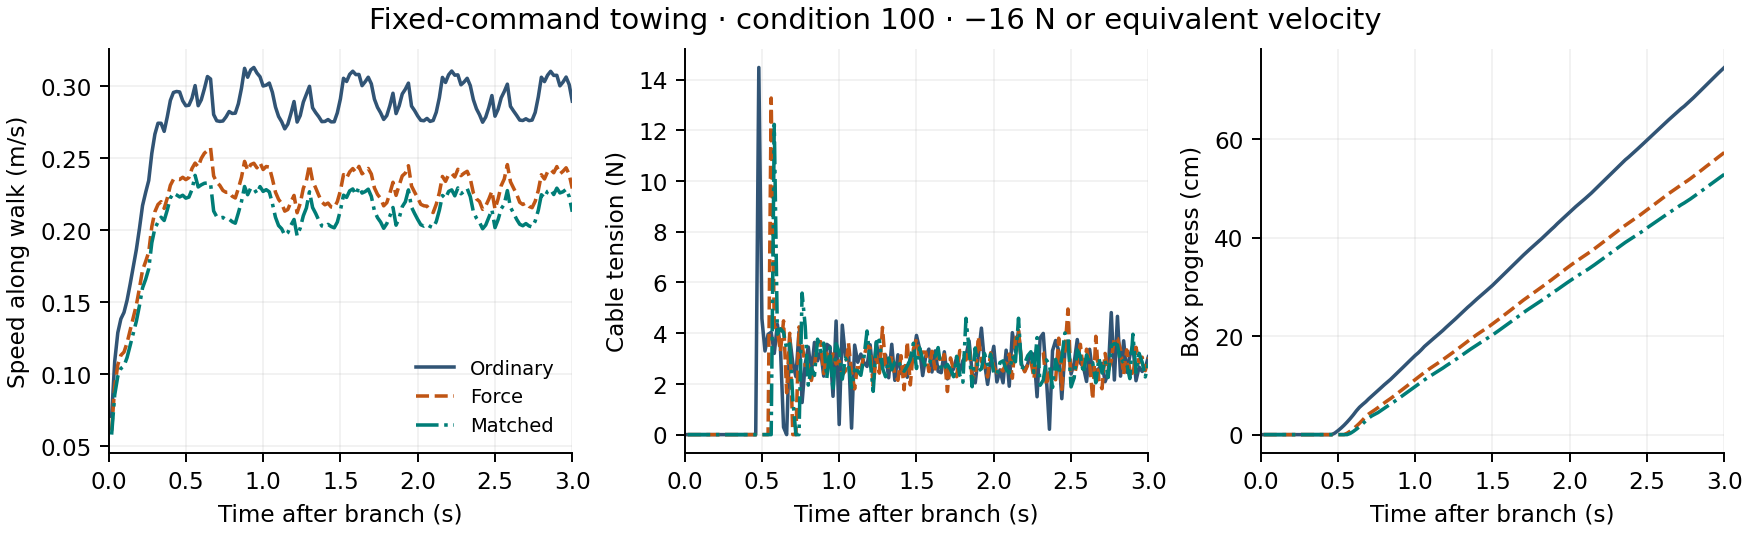 Fixed-command towing · condition 100 · −16 N or equivalent velocity
Speed along walk (m/s)
0.30
0.25
0.20
0.15
0.10
0.05
0.0 0.5 1.0 1.5 2.0 2.5 3.0
Time after branch (s)
Ordinary
Force
Matched
Cable tension (N)
14
12
10
8
6
4
2
0
0.0 0.5 1.0 1.5 2.0 2.5 3.0
Time after branch (s)
Box progress (cm)
60
40
20
0
0.0 0.5 1.0 1.5 2.0 2.5 3.0
Time after branch (s)